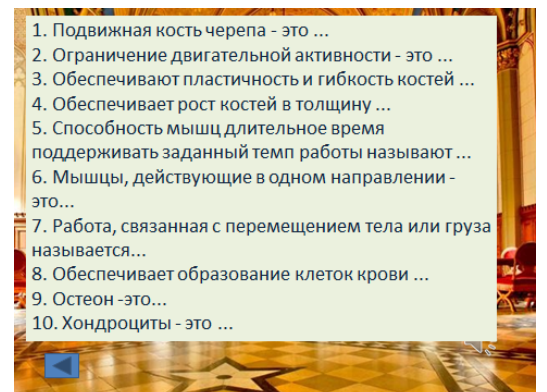 1. Подвижная кость черепа - это ...
2. Ограничение двигательной активности - это ...
3. Обеспечивают пластичность и гибкость костей ...
4. Обеспечивает рост костей в толщину ...
5. Способность мышц длительное время
поддерживать заданный темп работы называют ...
6. Мышцы, действующие в одном направлении -
это...
7. Работа, связанная с перемещением тела или груза
называется...
8. Обеспечивает образование клеток крови ...
9. Остеон -это...
10. Хондроциты - это ...